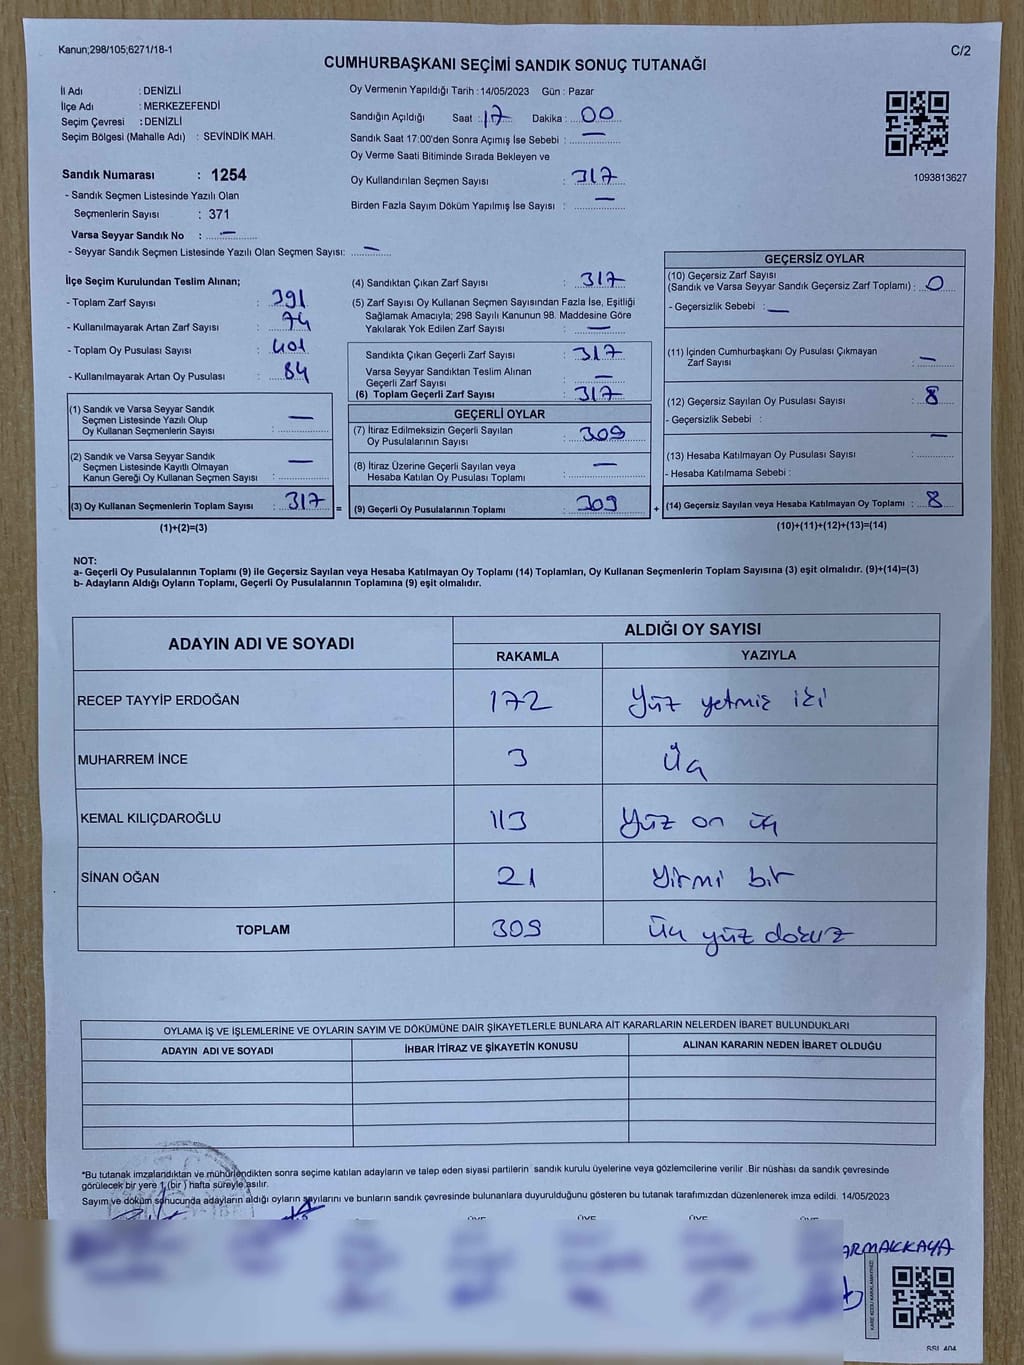 Kanun;298/105;6271/18-1
C/2
CUMHURBAŞKANI SEÇİMİ SANDIK SONUÇ TUTANAĞI
İl Adı : DENİZLİ
İlçe Adı : MERKEZEFENDİ
Seçim Çevresi : DENİZLİ
Seçim Bölgesi (Mahalle Adı) : SEVİNDİK MAH.
Sandık Numarası : 1254
- Sandık Seçmen Listesinde Yazılı Olan
Seçmenlerin Sayısı : 371
Varsa Seyyar Sandık No : —
- Seyyar Sandık Seçmen Listesinde Yazılı Olan Seçmen Sayısı: —
Oy Vermenin Yapıldığı Tarih : 14/05/2023 Gün : Pazar
Sandığın Açıldığı Saat : 17 Dakika : 00
Sandık Saat 17:00'den Sonra Açımış İse Sebebi : —
Oy Verme Saati Bitiminde Sırada Bekleyen ve
Oy Kullandırılan Seçmen Sayısı : 317
Birden Fazla Sayım Döküm Yapılmış İse Sayısı : —
1093813627
İlçe Seçim Kurulundan Teslim Alınan;
- Toplam Zarf Sayısı : 391
- Kullanılmayarak Artan Zarf Sayısı : 74
- Toplam Oy Pusulası Sayısı : 401
- Kullanılmayarak Artan Oy Pusulası : 84
(1) Sandık ve Varsa Seyyar Sandık
Seçmen Listesinde Yazılı Olup
Oy Kullanan Seçmenlerin Sayısı : —
(2) Sandık ve Varsa Seyyar Sandık
Seçmen Listesinde Kayıtlı Olmayan
Kanun Gereği Oy Kullanan Seçmen Sayısı : —
(3) Oy Kullanan Seçmenlerin Toplam Sayısı : 317
(1)+(2)=(3)
(4) Sandıktan Çıkan Zarf Sayısı : 317
(5) Zarf Sayısı Oy Kullanan Seçmen Sayısından Fazla İse, Eşitliği
Sağlamak Amacıyla; 298 Sayılı Kanunun 98. Maddesine Göre
Yakılarak Yok Edilen Zarf Sayısı : —
Sandıkta Çıkan Geçerli Zarf Sayısı : 317
Varsa Seyyar Sandıktan Teslim Alınan
Geçerli Zarf Sayısı : —
(6) Toplam Geçerli Zarf Sayısı : 317
GEÇERLİ OYLAR
(7) İtiraz Edilmeksizin Geçerli Sayılan
Oy Pusulalarının Sayısı : 309
(8) İtiraz Üzerine Geçerli Sayılan veya
Hesaba Katılan Oy Pusulası Toplamı : —
= (9) Geçerli Oy Pusulalarının Toplamı : 309
GEÇERSİZ OYLAR
(10) Geçersiz Zarf Sayısı
(Sandık ve Varsa Seyyar Sandık Geçersiz Zarf Toplamı) : 0
- Geçersizlik Sebebi : —
(11) İçinden Cumhurbaşkanı Oy Pusulası Çıkmayan
Zarf Sayısı : —
(12) Geçersiz Sayılan Oy Pusulası Sayısı : 8
- Geçersizlik Sebebi :
(13) Hesaba Katılmayan Oy Pusulası Sayısı : —
- Hesaba Katılmama Sebebi :
+ (14) Geçersiz Sayılan veya Hesaba Katılmayan Oy Toplamı : 8
(10)+(11)+(12)+(13)=(14)
NOT:
a- Geçerli Oy Pusulalarının Toplamı (9) ile Geçersiz Sayılan veya Hesaba Katılmayan Oy Toplamı (14) Toplamları, Oy Kullanan Seçmenlerin Toplam Sayısına (3) eşit olmalıdır. (9)+(14)=(3)
b- Adayların Aldığı Oyların Toplamı, Geçerli Oy Pusulalarının Toplamına (9) eşit olmalıdır.
ADAYIN ADI VE SOYADI
ALDIĞI OY SAYISI
RAKAMLA YAZIYLA
RECEP TAYYİP ERDOĞAN 172 Yüz yetmiş iki
MUHARREM İNCE 3 Üç
KEMAL KILIÇDAROĞLU 113 Yüz on üç
SİNAN OĞAN 21 Yirmi bir
TOPLAM 309 Üç yüz dokuz
OYLAMA İŞ VE İŞLEMLERİNE VE OYLARIN SAYIM VE DÖKÜMÜNE DAİR ŞİKAYETLERLE BUNLARA AİT KARARLARIN NELERDEN İBARET BULUNDUKLARI
ADAYIN ADI VE SOYADI İHBAR İTİRAZ VE ŞİKAYETİN KONUSU ALINAN KARARIN NEDEN İBARET OLDUĞU
*Bu tutanak imzalandıktan ve mühürlendikten sonra seçime katılan adayların ve talep eden siyasi partilerin sandık kurulu üyelerine veya gözlemcilerine verilir .Bir nüshası da sandık çevresinde
görülecek bir yere 1 (bir ) hafta süreyle asılır.
Sayım ve döküm sonucunda adayların aldığı oyların sayılarını ve bunların sandık çevresinde bulunanlara duyurulduğunu gösteren bu tutanak tarafımızdan düzenlenerek imza edildi. 14/05/2023
ÜYE ÜYE ÜYE ÜYE
ARMAKKAYA